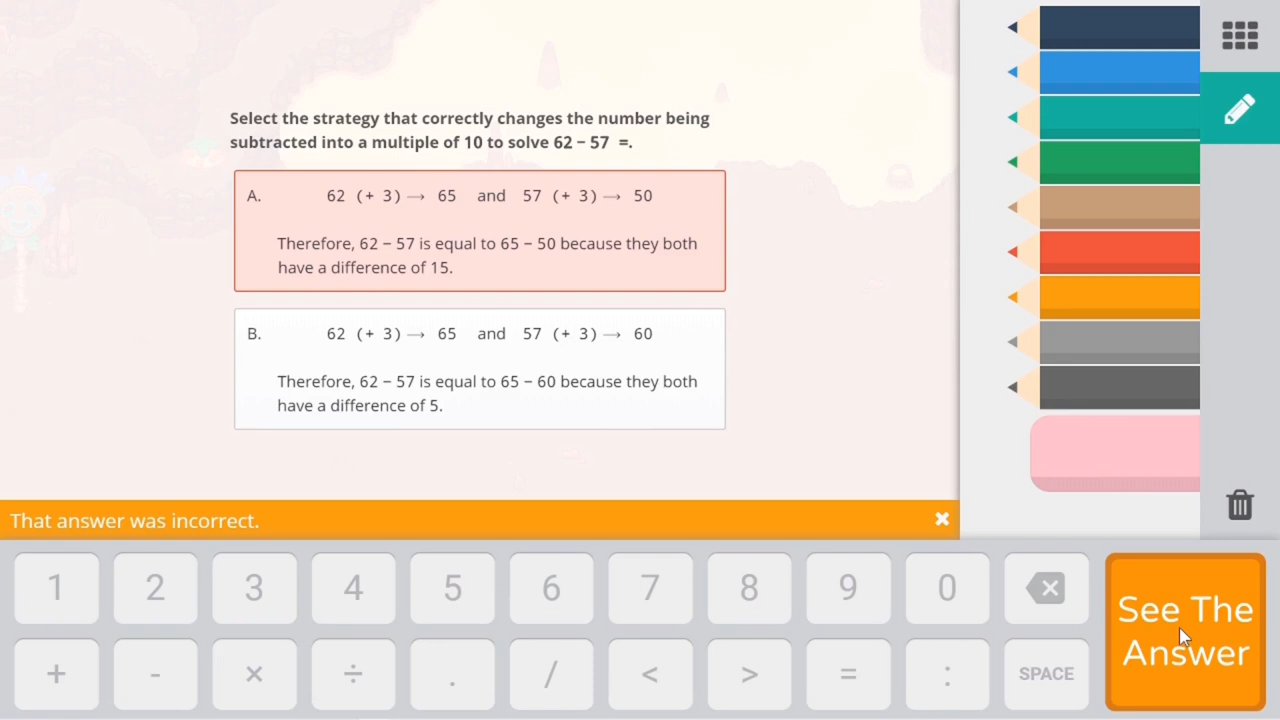 Select the strategy that correctly changes the number being
subtracted into a multiple of 10 to solve 62 − 57 =.
A. 62 (+ 3) → 65 and 57 (+ 3) → 50
Therefore, 62 − 57 is equal to 65 − 50 because they both
have a difference of 15.
B. 62 (+ 3) → 65 and 57 (+ 3) → 60
Therefore, 62 − 57 is equal to 65 − 60 because they both
have a difference of 5.
That answer was incorrect.
1 2 3 4 5 6 7 8 9 0
+ - × ÷ . / < > = : SPACE
See The
Answer